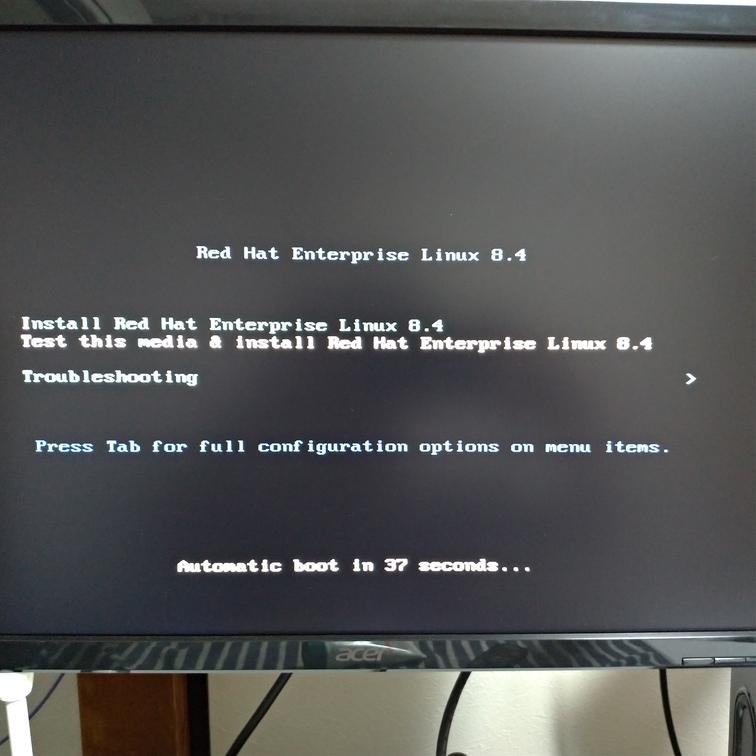 Red Hat Enterprise Linux 8.4
Install Red Hat Enterprise Linux 8.4
Test this media & install Red Hat Enterprise Linux 8.4
Troubleshooting >
Press Tab for full configuration options on menu items.
Automatic boot in 37 seconds...
acer